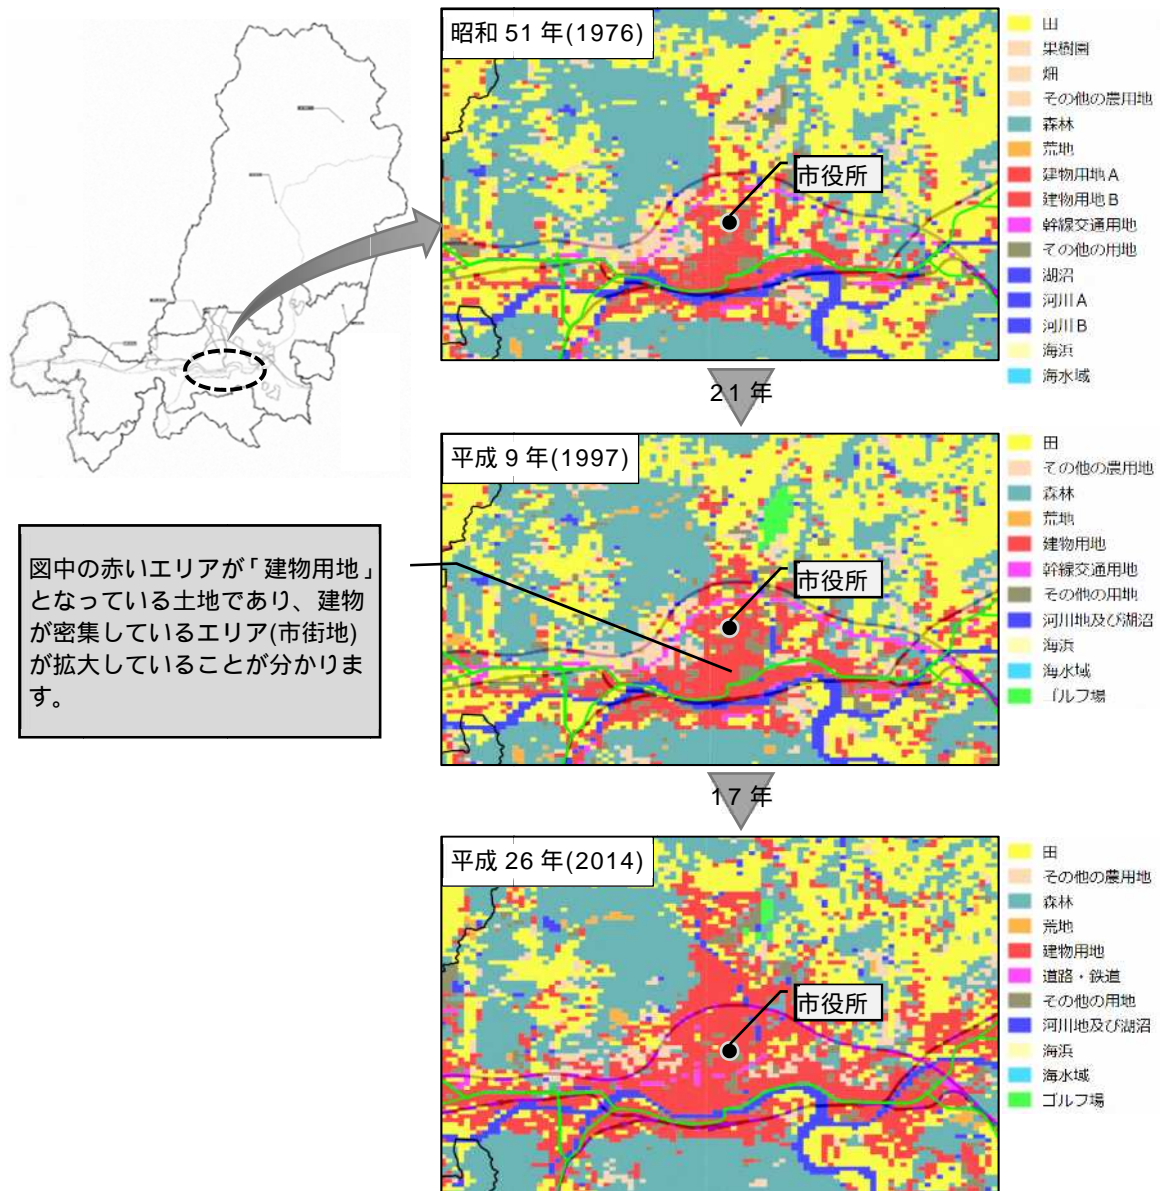 昭和 51 年(1976)
市役所
田
果樹園
畑
その他の農用地
森林
荒地
建物用地A
建物用地B
幹線交通用地
その他の用地
湖沼
河川A
河川B
海浜
海水域
21 年
平成 9 年(1997)
市役所
田
その他の農用地
森林
荒地
建物用地
幹線交通用地
その他の用地
河川地及び湖沼
海浜
海水域
ゴルフ場
図中の赤いエリアが「建物用地」
となっている土地であり、建物
が密集しているエリア(市街地)
が拡大していることが分かりま
す。
17 年
平成 26 年(2014)
市役所
田
その他の農用地
森林
荒地
建物用地
道路・鉄道
その他の用地
河川地及び湖沼
海浜
海水域
ゴルフ場